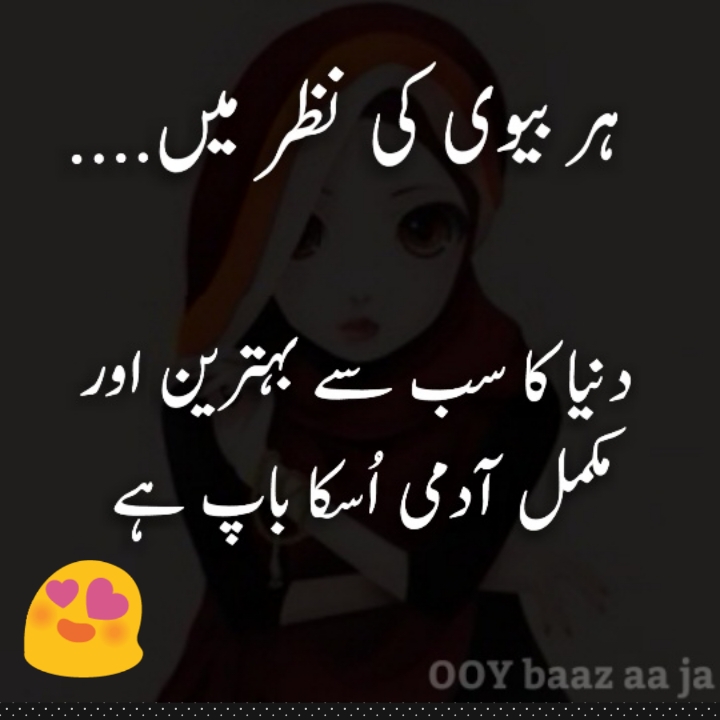 ہر بیوی کی نظر میں....
دنیا کا سب سے بہترین اور
مکمل آدمی اُسکا باپ ہے
OOY baaz aa ja